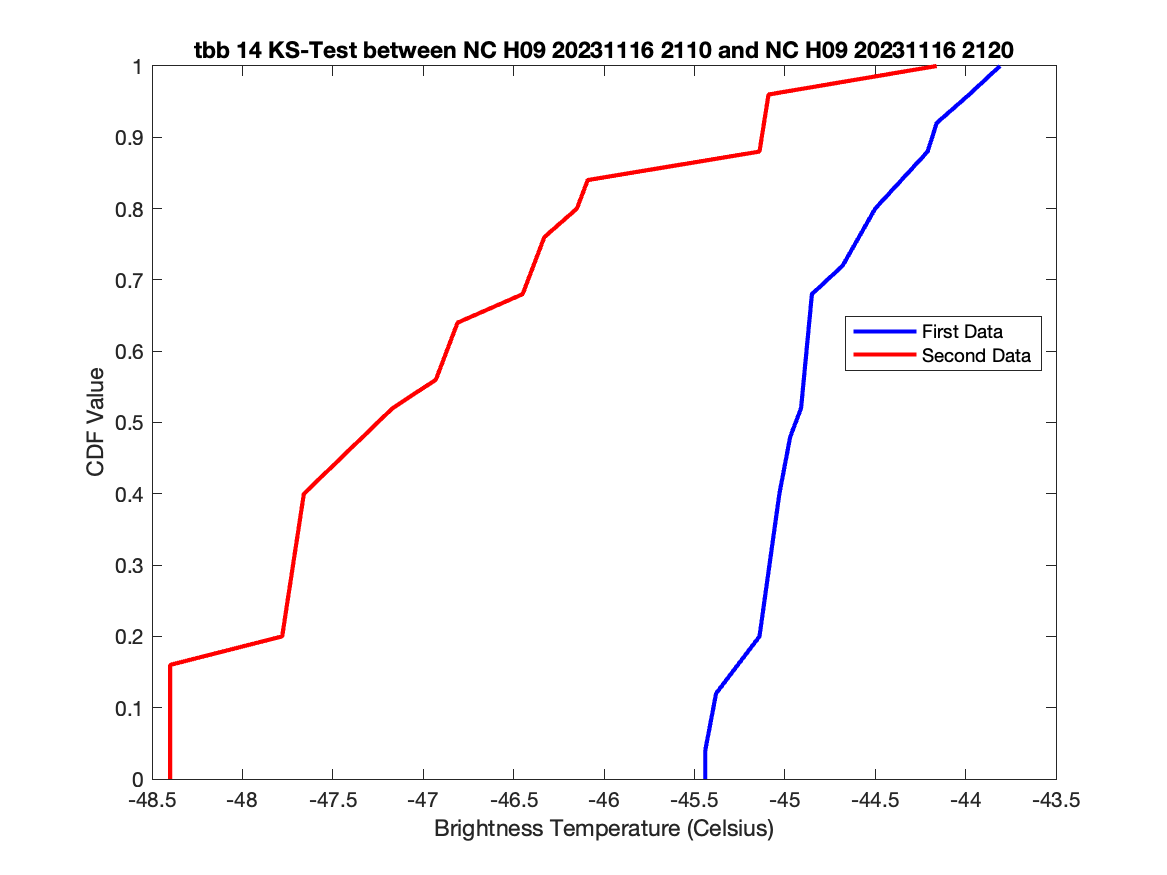 tbb 14 KS-Test between NC H09 20231116 2110 and NC H09 20231116 2120
1
0.9
0.8
0.7
0.6
0.5
0.4
0.3
0.2
0.1
0
CDF Value
First Data
Second Data
-48.5 -48 -47.5 -47 -46.5 -46 -45.5 -45 -44.5 -44 -43.5
Brightness Temperature (Celsius)